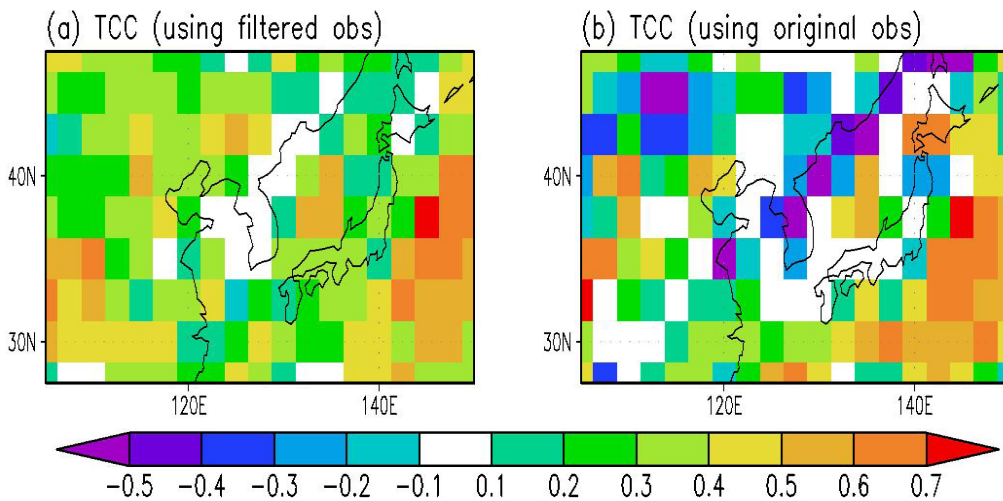 (a) TCC (using filtered obs)
(b) TCC (using original obs)
40N
30N
120E
140E
40N
30N
120E
140E
-0.5 -0.4 -0.3 -0.2 -0.1 0.1 0.2 0.3 0.4 0.5 0.6 0.7